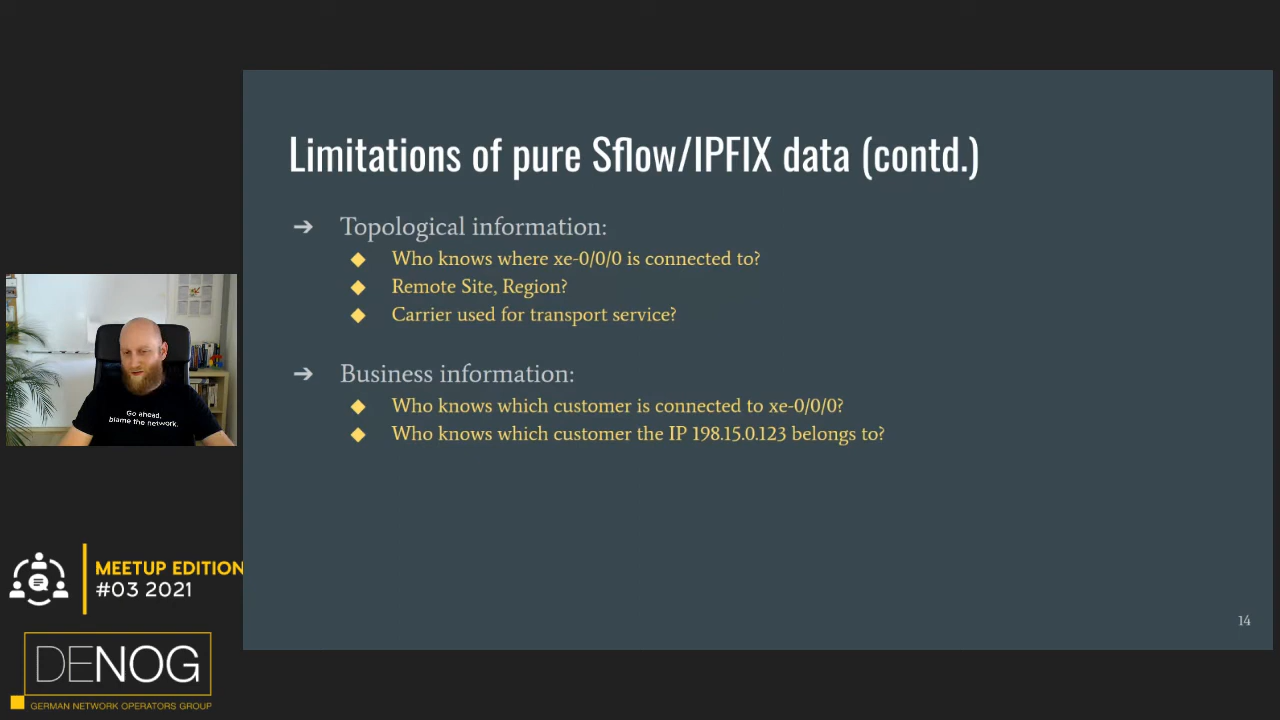 Limitations of pure Sflow/IPFIX data (contd.)
➔ Topological information:
◆ Who knows where xe-0/0/0 is connected to?
◆ Remote Site, Region?
◆ Carrier used for transport service?
➔ Business information:
◆ Who knows which customer is connected to xe-0/0/0?
◆ Who knows which customer the IP 198.15.0.123 belongs to?
14
Go ahead,
blame the network.
MEETUP EDITION
#03 2021
DENOG
GERMAN NETWORK OPERATORS GROUP